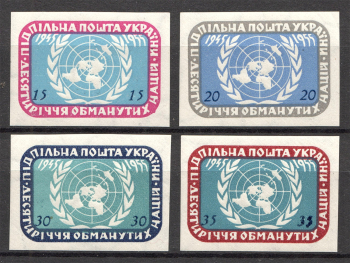 ПІДПІЛЬНА ПОШТА УКРАЇНИ
1945 1955
15 15
ДЕСЯТИРІЧЧЯ ОБМАНУТИХ НАЦІЙ
ПІДПІЛЬНА ПОШТА УКРАЇНИ
1945 1955
20 20
ДЕСЯТИРІЧЧЯ ОБМАНУТИХ НАЦІЙ
ПІДПІЛЬНА ПОШТА УКРАЇНИ
1945 1955
30 30
ДЕСЯТИРІЧЧЯ ОБМАНУТИХ НАЦІЙ
ПІДПІЛЬНА ПОШТА УКРАЇНИ
1945 1955
35 35
ДЕСЯТИРІЧЧЯ ОБМАНУТИХ НАЦІЙ